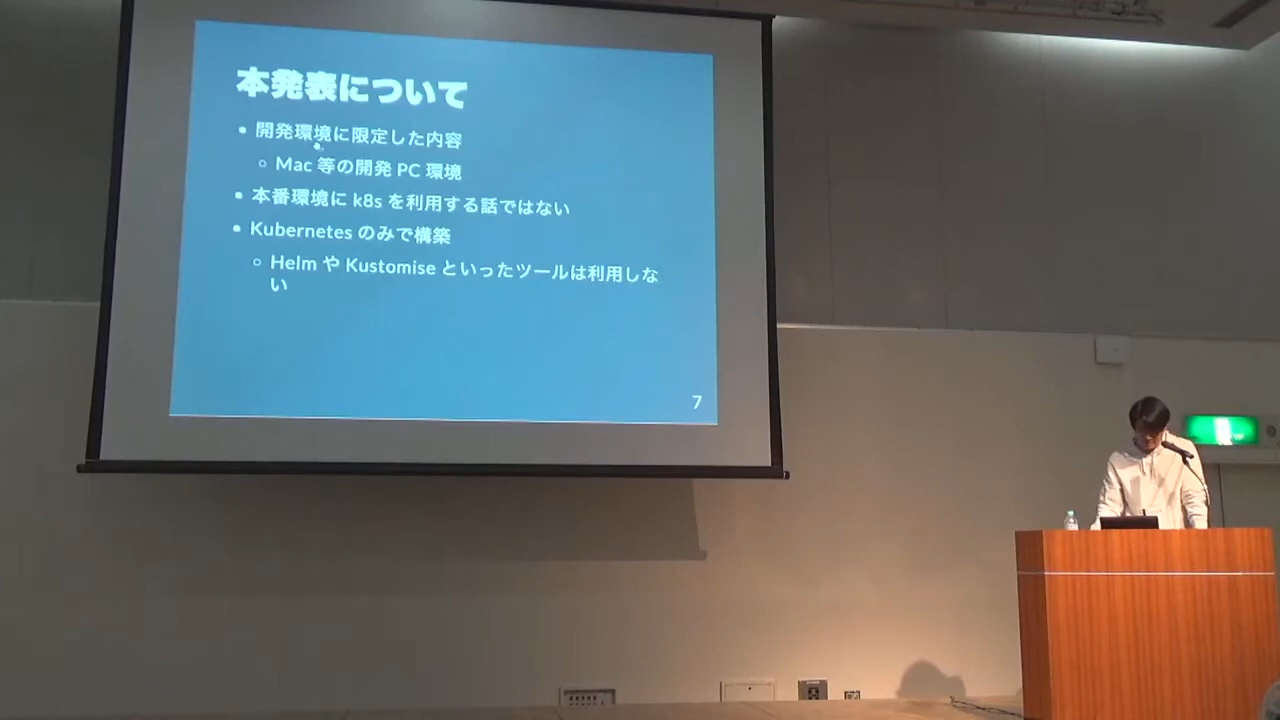 本発表について
• 開発環境に限定した内容
◦ Mac 等の開発 PC 環境
• 本番環境に k8s を利用する話ではない
• Kubernetes のみで構築
◦ Helm や Kustomise といったツールは利用しな
い
7